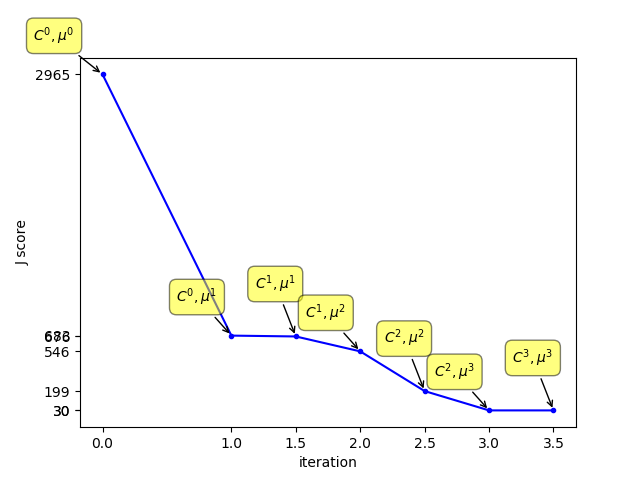 C⁰, μ⁰
2965
J score
C¹, μ¹
C⁰, μ¹
C¹, μ²
C², μ²
C³, μ³
C², μ³
546
199
30
0.0 1.0 1.5 2.0 2.5 3.0 3.5
iteration